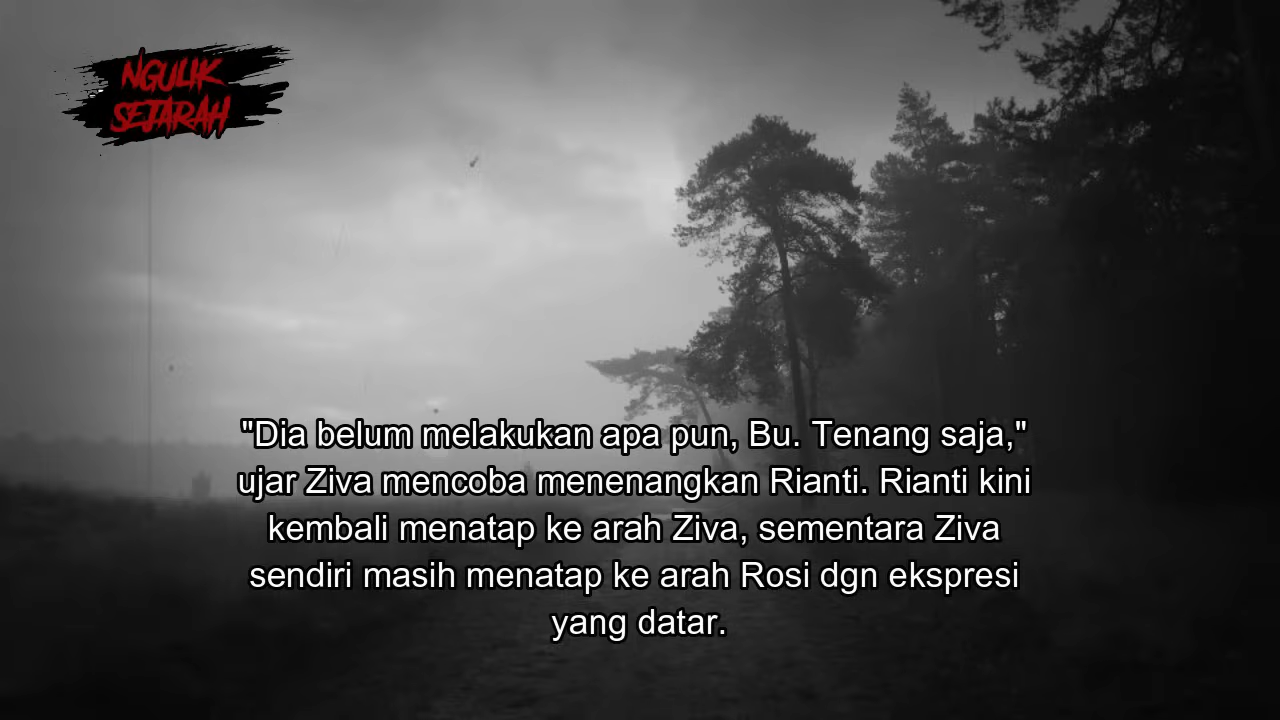 NGULIK
SEJARAH
"Dia belum melakukan apa pun, Bu. Tenang saja,"
ujar Ziva mencoba menenangkan Rianti. Rianti kini
kembali menatap ke arah Ziva, sementara Ziva
sendiri masih menatap ke arah Rosi dgn ekspresi
yang datar.